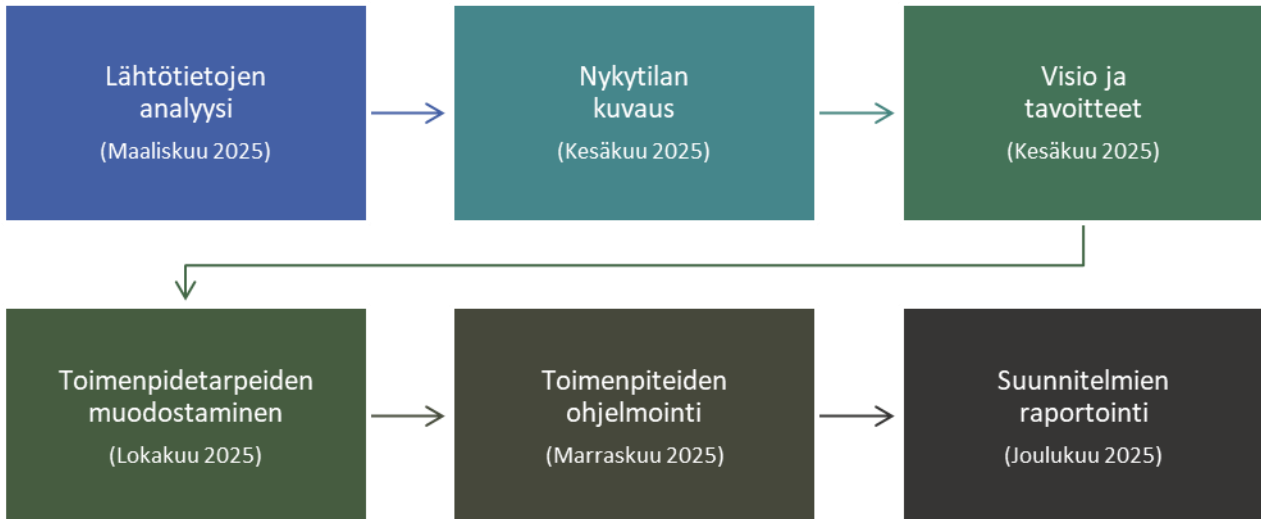 Lähtötietojen
analyysi
(Maaliskuu 2025)
Nykytilan
kuvaus
(Kesäkuu 2025)
Visio ja
tavoitteet
(Kesäkuu 2025)
Toimenpidetarpeiden
muodostaminen
(Lokakuu 2025)
Toimenpiteiden
ohjelmointi
(Marraskuu 2025)
Suunnitelmien
raportointi
(Joulukuu 2025)